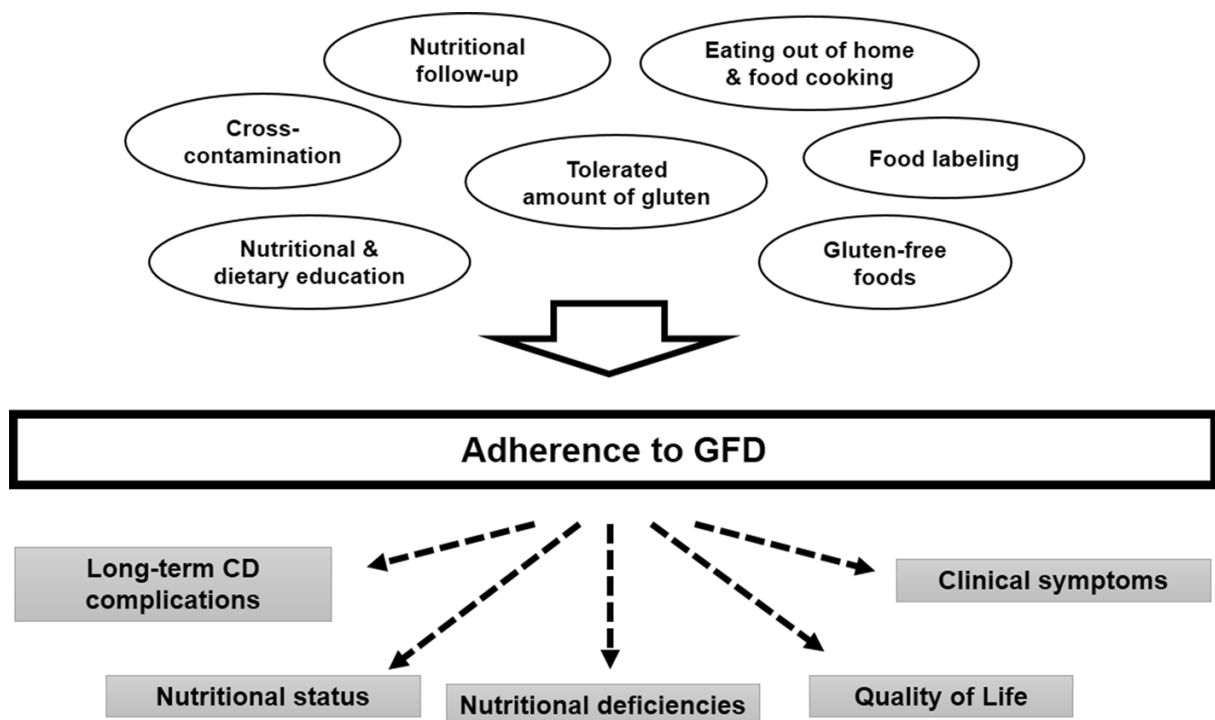 Nutritional
follow-up
Eating out of home
& food cooking
Cross-
contamination
Tolerated
amount of gluten
Food labeling
Nutritional &
dietary education
Gluten-free
foods
Adherence to GFD
Long-term CD
complications
Clinical symptoms
Nutritional status
Nutritional deficiencies
Quality of Life